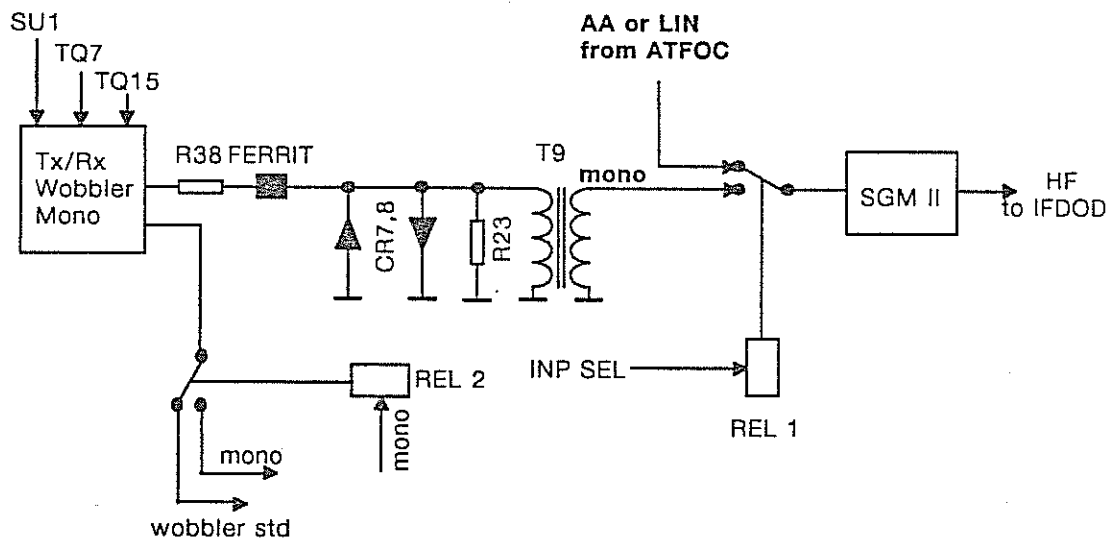 SU1
TQ7
TQ15
Tx/Rx
Wobbler
Mono
R38 FERRIT
CR7,8
R23
T9
mono
AA or LIN
from ATFOC
SGM II
HF
to IFDOD
INP SEL
REL 1
REL 2
mono
mono
wobbler std